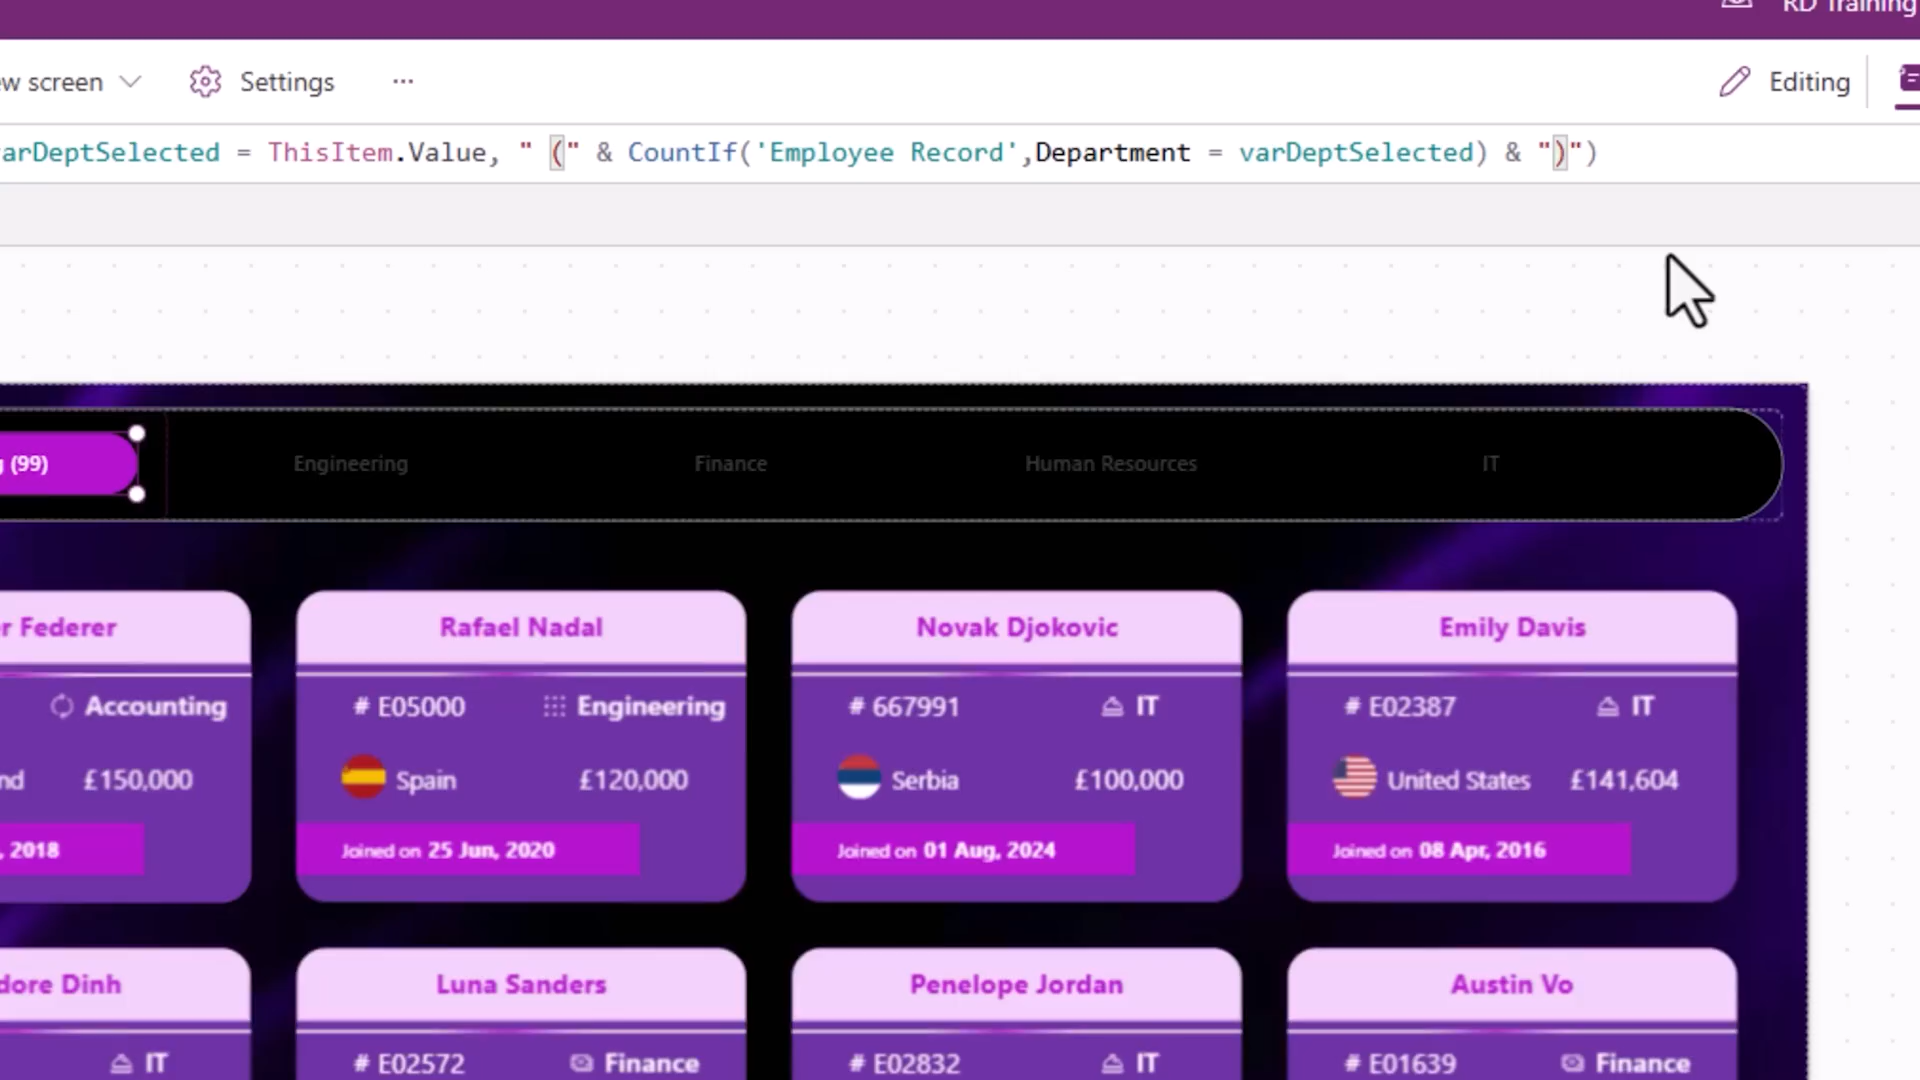 RD Training
ew screen Settings ... Editing
varDeptSelected = ThisItem.Value, " (" & CountIf('Employee Record',Department = varDeptSelected) & ")")
g (99) Engineering Finance Human Resources IT
r Federer Rafael Nadal Novak Djokovic Emily Davis
Accounting # E05000 Engineering # 667991 IT # E02387 IT
nd £150,000 Spain £120,000 Serbia £100,000 United States £141,604
, 2018 Joined on 25 Jun, 2020 Joined on 01 Aug, 2024 Joined on 08 Apr, 2016
dore Dinh Luna Sanders Penelope Jordan Austin Vo
IT # E02572 Finance # E02832 IT # E01639 Finance